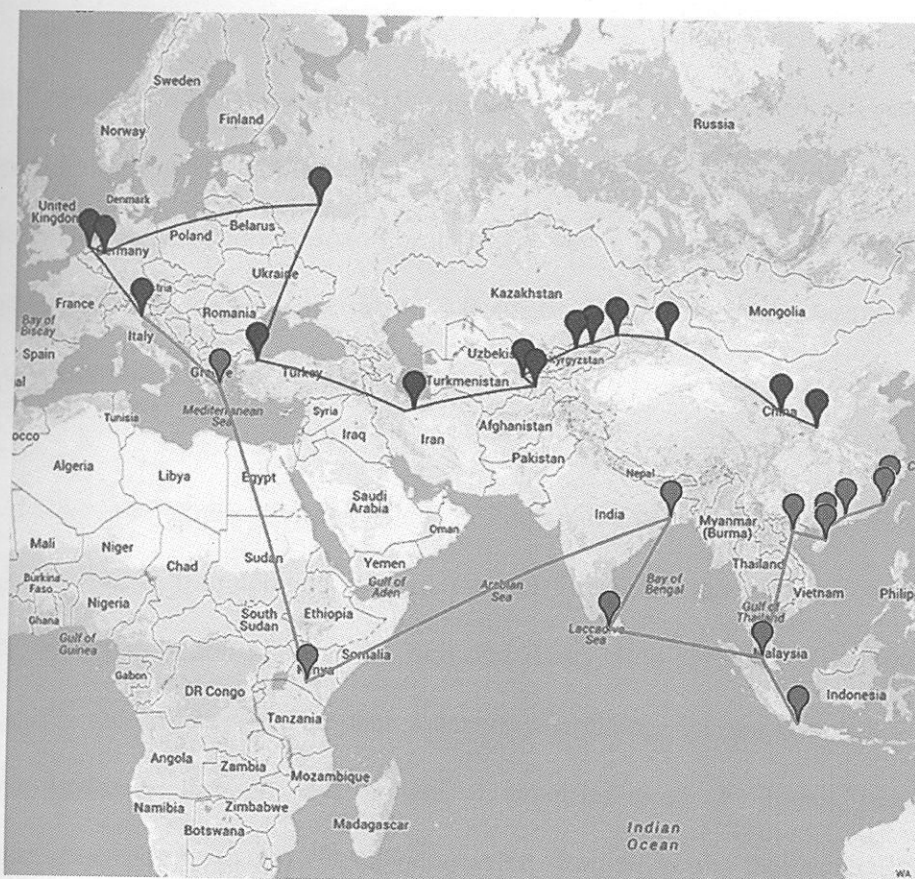 Sweden
Finland
Norway
Russia
United
Kingdom
Denmark
Belarus
Poland
Germany
Ukraine
Kazakhstan
France
Mongolia
Romania
Bay of
Biscay
Italy
Spain
Kyrgyzstan
Turkey
Turkmenistan
China
Tunisia
Mediterranean
Sea
Syria
Afghanistan
Iraq
Iran
Pakistan
Nepal
Algeria
Libya
Egypt
Saudi
Arabia
India
Oman
Myanmar
(Burma)
Mali
Niger
Sudan
Yemen
Chad
Thailand
Burkina
Faso
Gulf of
Aden
Arabian
Sea
Bay of
Bengal
Vietnam
Nigeria
Ethiopia
Gulf of
Thailand
Ghana
South
Sudan
Gulf of
Guinea
Laccadive
Sea
Somalia
Malaysia
Gabon
DR Congo
Indonesia
Tanzania
Angola
Zambia
Mozambique
Namibia
Zimbabwe
Botswana
Madagascar
Indian
Ocean
WA